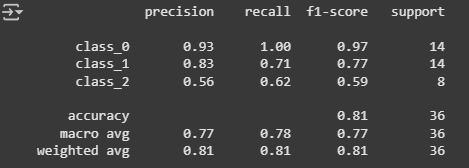 precision recall f1-score support
class_0 0.93 1.00 0.97 14
class_1 0.83 0.71 0.77 14
class_2 0.56 0.62 0.59 8
accuracy 0.81 36
macro avg 0.77 0.78 0.77 36
weighted avg 0.81 0.81 0.81 36